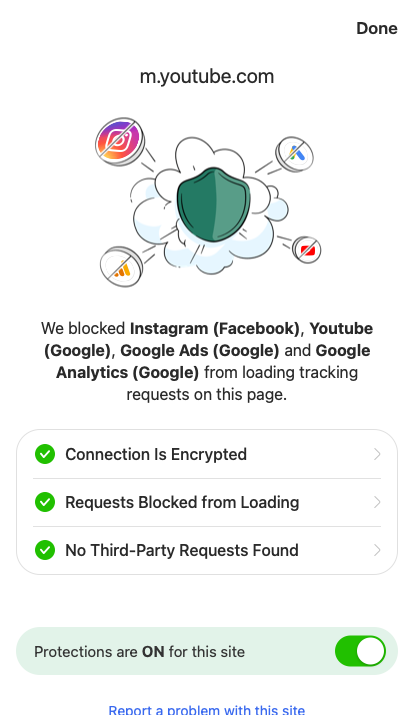 Done
m.youtube.com
We blocked Instagram (Facebook), Youtube
(Google), Google Ads (Google) and Google
Analytics (Google) from loading tracking
requests on this page.
Connection Is Encrypted
Requests Blocked from Loading
No Third-Party Requests Found
Protections are ON for this site
Report a problem with this site